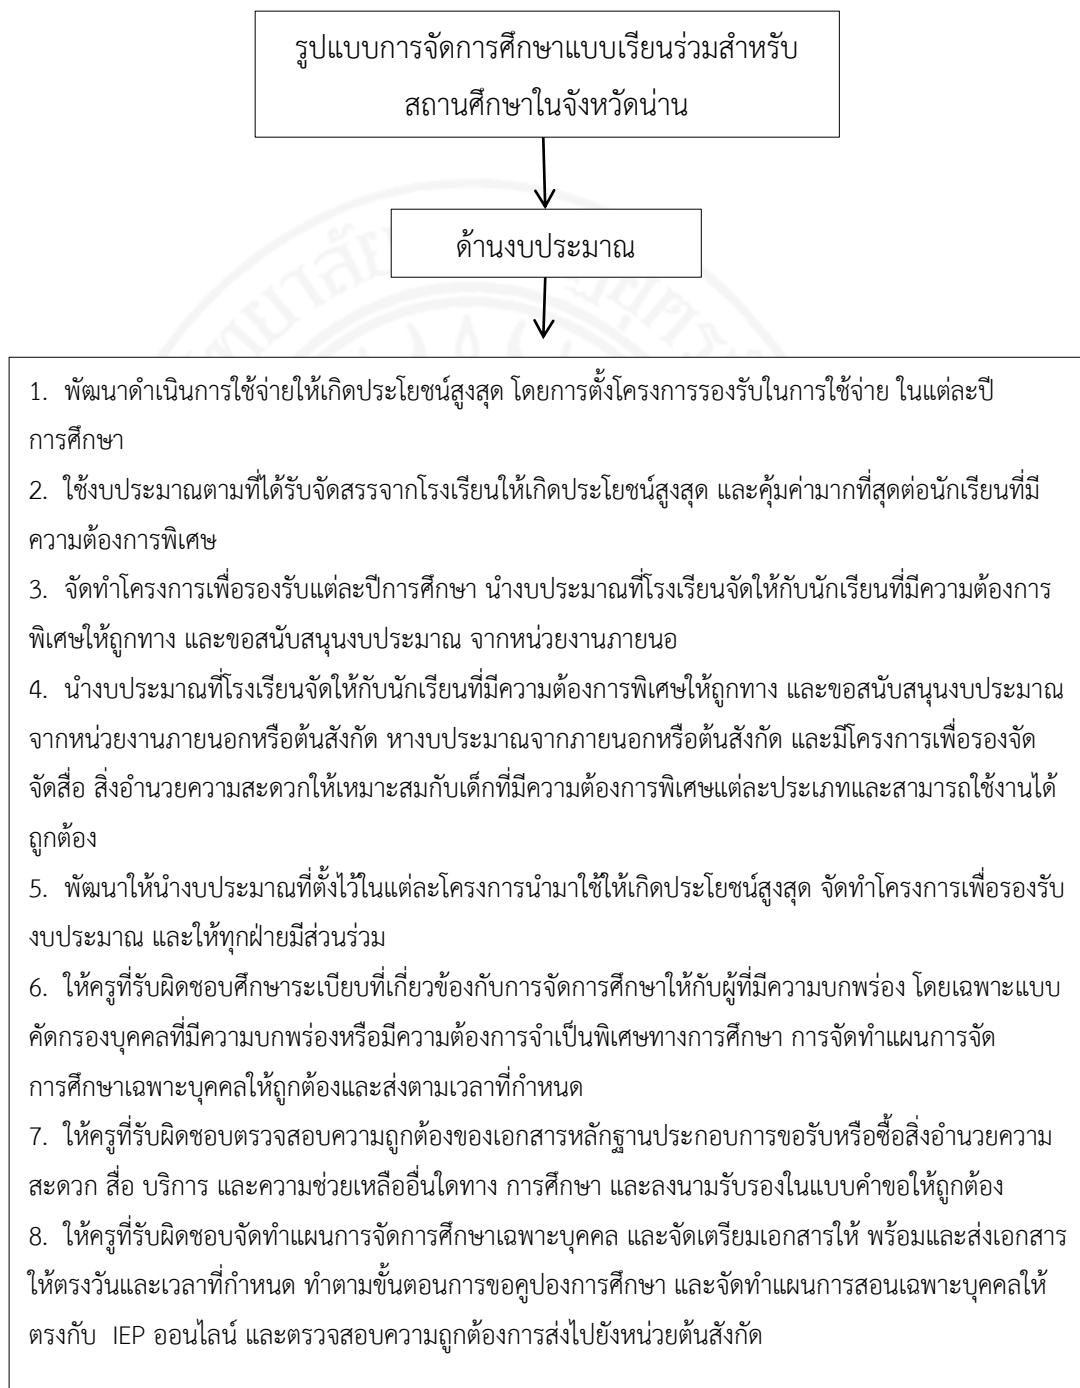 รูปแบบการจัดการศึกษาแบบเรียนร่วมสำหรับ
สถานศึกษาในจังหวัดน่าน
ด้านงบประมาณ
1. พัฒนาดำเนินการใช้จ่ายให้เกิดประโยชน์สูงสุด โดยการตั้งโครงการรองรับในการใช้จ่าย ในแต่ละปี
การศึกษา
2. ใช้งบประมาณตามที่ได้รับจัดสรรจากโรงเรียนให้เกิดประโยชน์สูงสุด และคุ้มค่ามากที่สุดต่อนักเรียนที่มี
ความต้องการพิเศษ
3. จัดทำโครงการเพื่อรองรับแต่ละปีการศึกษา นำงบประมาณที่โรงเรียนจัดให้กับนักเรียนที่มีความต้องการ
พิเศษให้ถูกทาง และขอสนับสนุนงบประมาณ จากหน่วยงานภายนอ
4. นำงบประมาณที่โรงเรียนจัดให้กับนักเรียนที่มีความต้องการพิเศษให้ถูกทาง และขอสนับสนุนงบประมาณ
จากหน่วยงานภายนอกหรือต้นสังกัด หางบประมาณจากภายนอกหรือต้นสังกัด และมีโครงการเพื่อรองจัด
จัดสื่อ สิ่งอำนวยความสะดวกให้เหมาะสมกับเด็กที่มีความต้องการพิเศษแต่ละประเภทและสามารถใช้งานได้
ถูกต้อง
5. พัฒนาให้นำงบประมาณที่ตั้งไว้ในแต่ละโครงการนำมาใช้ให้เกิดประโยชน์สูงสุด จัดทำโครงการเพื่อรองรับ
งบประมาณ และให้ทุกฝ่ายมีส่วนร่วม
6. ให้ครูที่รับผิดชอบศึกษาระเบียบที่เกี่ยวข้องกับการจัดการศึกษาให้กับผู้ที่มีความบกพร่อง โดยเฉพาะแบบ
คัดกรองบุคคลที่มีความบกพร่องหรือมีความต้องการจำเป็นพิเศษทางการศึกษา การจัดทำแผนการจัด
การศึกษาเฉพาะบุคคลให้ถูกต้องและส่งตามเวลาที่กำหนด
7. ให้ครูที่รับผิดชอบตรวจสอบความถูกต้องของเอกสารหลักฐานประกอบการขอรับหรือซื้อสิ่งอำนวยความ
สะดวก สื่อ บริการ และความช่วยเหลืออื่นใดทาง การศึกษา และลงนามรับรองในแบบคำขอให้ถูกต้อง
8. ให้ครูที่รับผิดชอบจัดทำแผนการจัดการศึกษาเฉพาะบุคคล และจัดเตรียมเอกสารให้ พร้อมและส่งเอกสาร
ให้ตรงวันและเวลาที่กำหนด ทำตามขั้นตอนการขอคูปองการศึกษา และจัดทำแผนการสอนเฉพาะบุคคลให้
ตรงกับ IEP ออนไลน์ และตรวจสอบความถูกต้องการส่งไปยังหน่วยต้นสังกัด